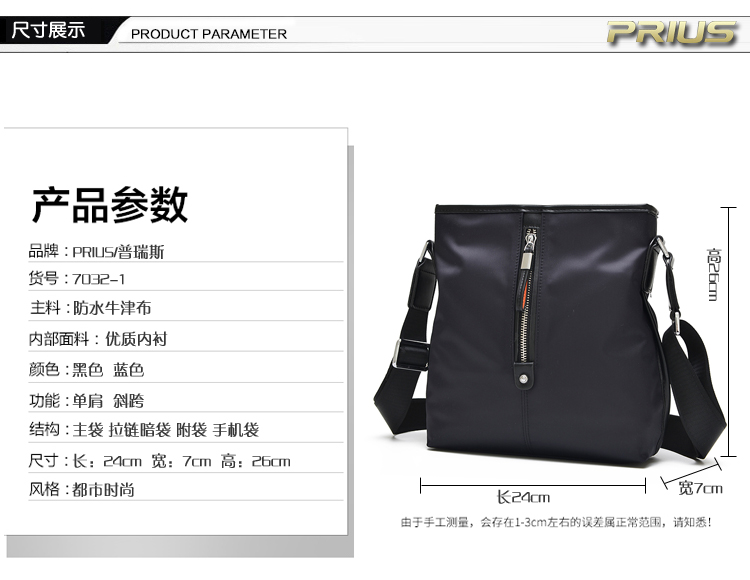 尺寸展示
PRODUCT PARAMETER
PRIUS
产品参数
品牌：PRIUS/普瑞斯
货号：7032-1
主料：防水牛津布
内部面料：优质内衬
颜色：黑色 蓝色
功能：单肩 斜跨
结构：主袋 拉链暗袋 附袋 手机袋
尺寸：长：24cm 宽：7cm 高：26cm
风格：都市时尚
高26cm
长24cm
宽7cm
由于手工测量，会存在1-3cm左右的误差属正常范围，请知悉！